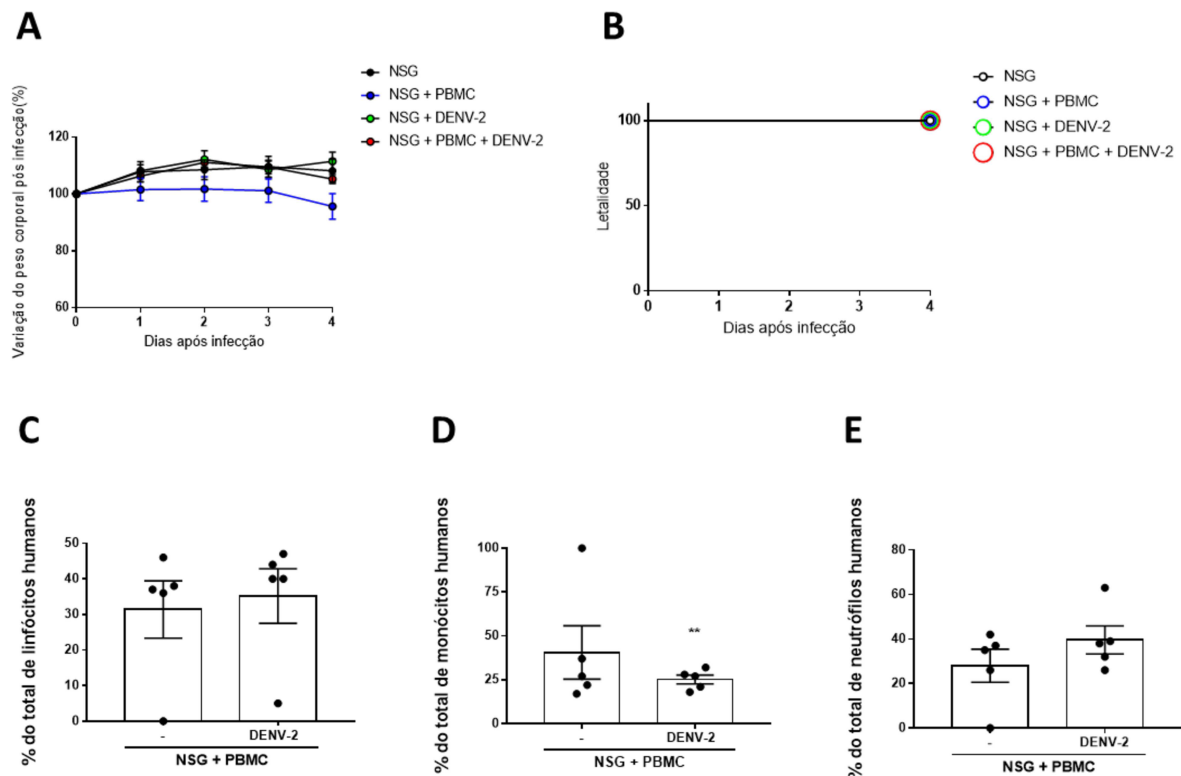 A
NSG
NSG + PBMC
NSG + DENV-2
NSG + PBMC + DENV-2
Variação do peso corporal pós infecção(%)
120
100
80
60
0 1 2 3 4
Dias após infecção
B
NSG
NSG + PBMC
NSG + DENV-2
NSG + PBMC + DENV-2
Letalidade
100
50
0
0 1 2 3 4
Dias após infecção
C
% do total de linfócitos humanos
50
40
30
20
10
0
- DENV-2
NSG + PBMC
D
% do total de monócitos humanos
100
75
50
25
0
**
- DENV-2
NSG + PBMC
E
% do total de neutrófilos humanos
80
60
40
20
0
- DENV-2
NSG + PBMC